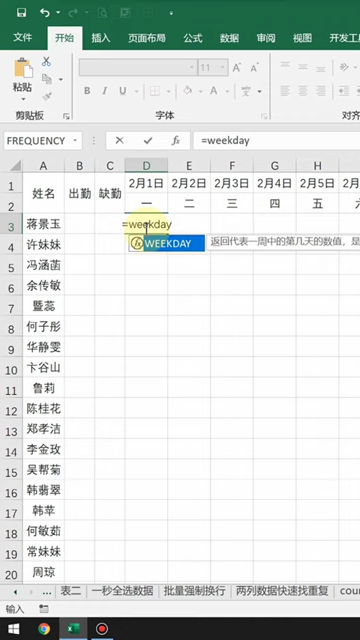 文件 开始 插入 页面布局 公式 数据 审阅 视图 开发工
11
粘贴
B I U
剪贴板 字体
FREQUENCY =weekday
A B C D E F G H
1 姓名 出勤 缺勤 2月1日 2月2日 2月3日 2月4日 2月5日 2月6
2 一 二 三 四 五 六
3 蒋景玉 =weekday
4 许妹妹 WEEKDAY 返回代表一周中的第几天的数值，是
5 冯涵菡
6 余传敏
7 暨蕊
8 何子彤
9 华静雯
10 卞谷山
11 鲁莉
12 陈桂花
13 郑孝洁
14 李金玫
15 吴帮菊
16 韩翡翠
17 韩苹
18 何敏茹
19 常妹妹
20 周琼
... 表二 一秒全选数据 批量强制换行 两列数据快速找重复 cour
输入